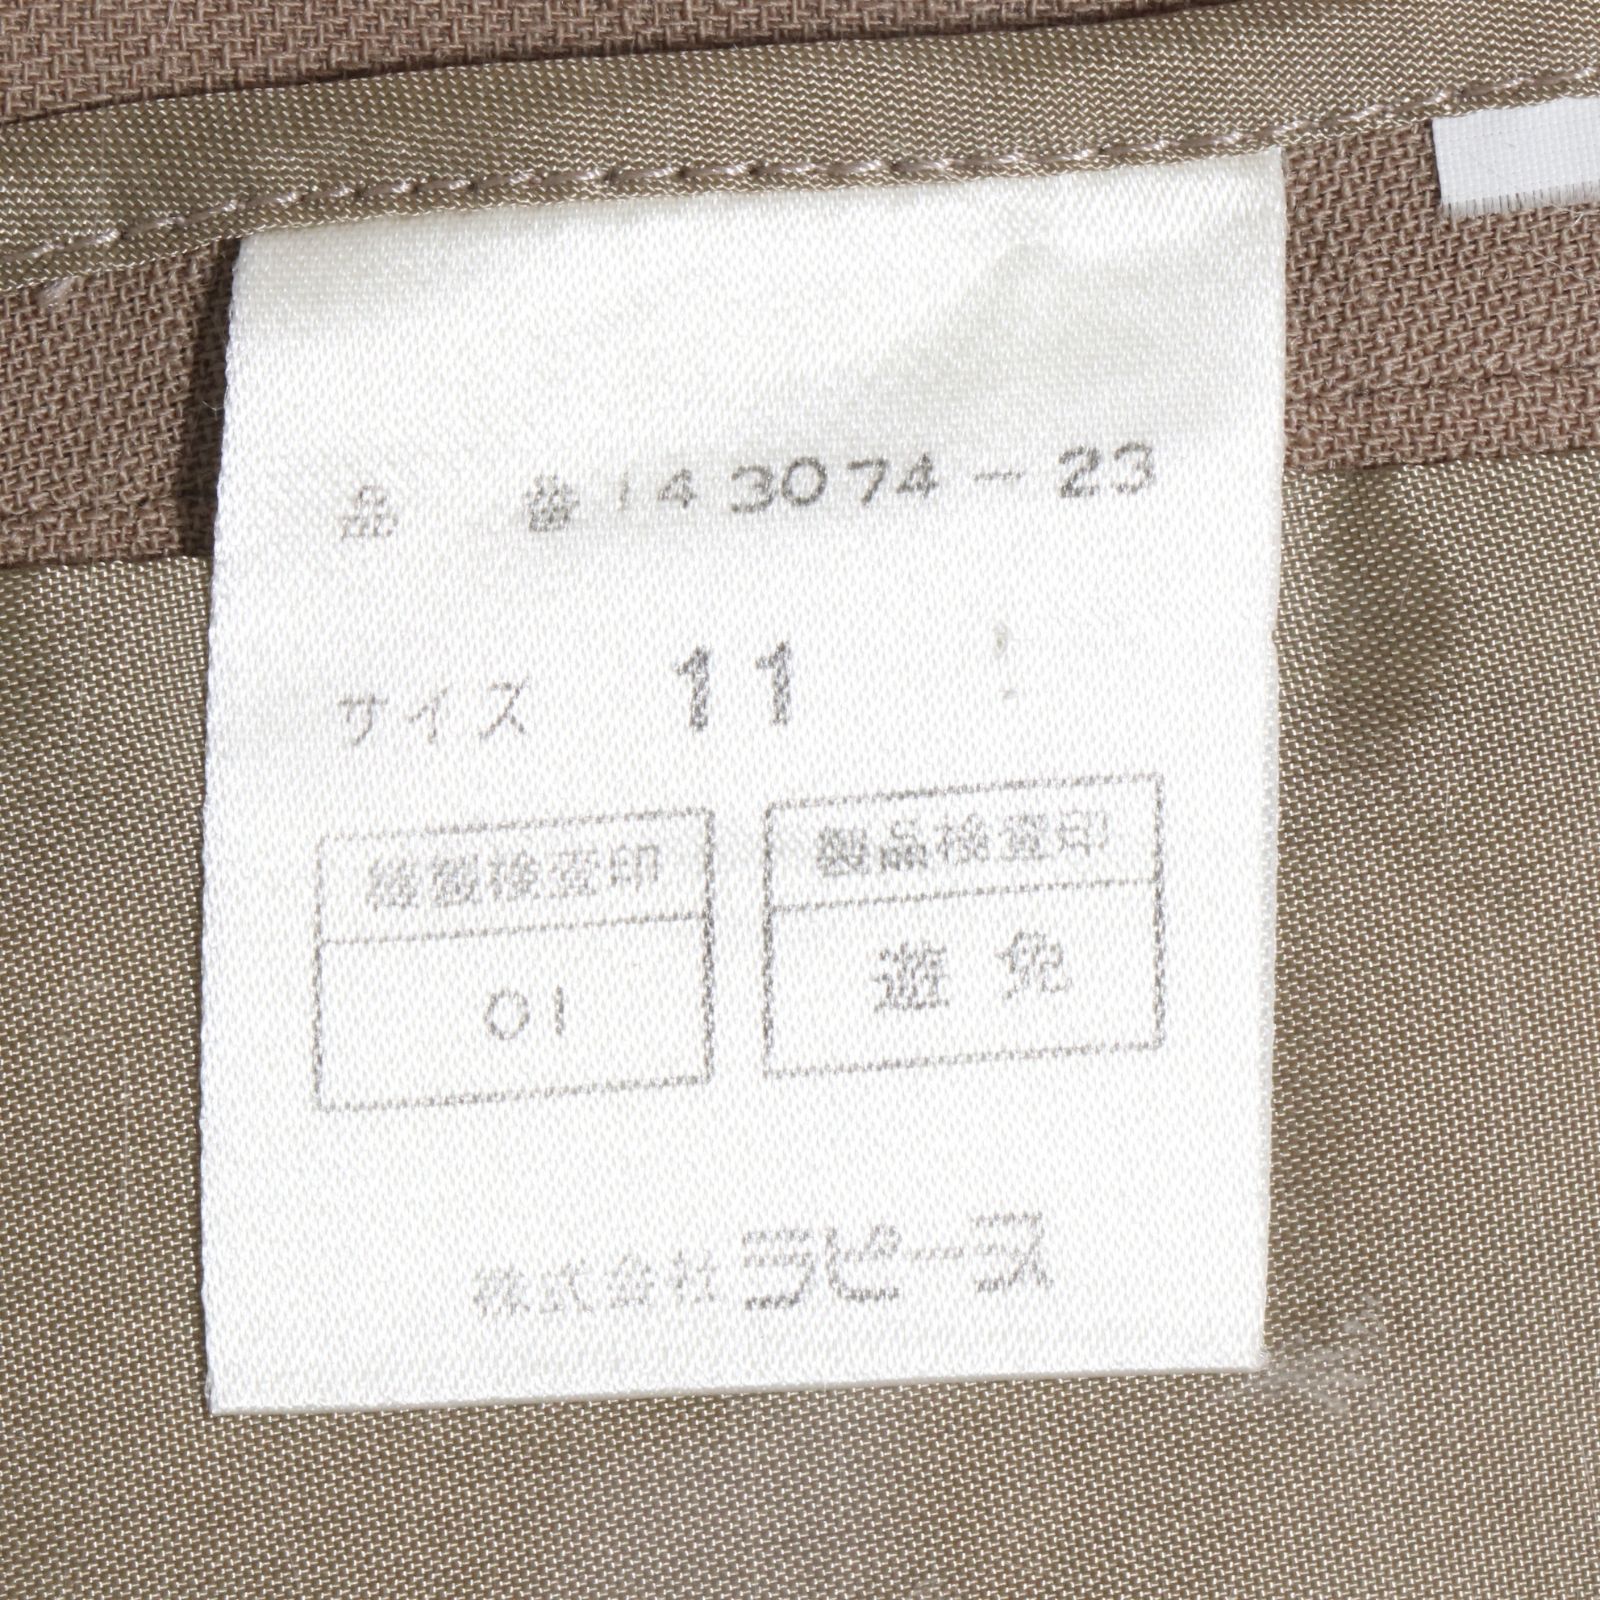 品 番 143074-23
サイズ 11
縫製検査印 製品検査印
01 遊 免
株式会社 ラピーヌ